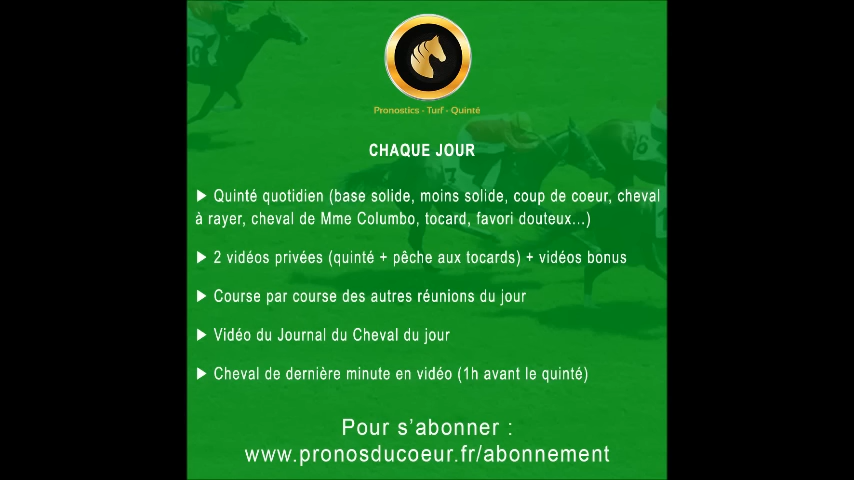 Pronostics - Turf - Quinté
CHAQUE JOUR
► Quinté quotidien (base solide, moins solide, coup de coeur, cheval
à rayer, cheval de Mme Columbo, tocard, favori douteux...)
► 2 vidéos privées (quinté + pêche aux tocards) + vidéos bonus
► Course par course des autres réunions du jour
► Vidéo du Journal du Cheval du jour
► Cheval de dernière minute en vidéo (1h avant le quinté)
Pour s'abonner :
www.pronosducoeur.fr/abonnement